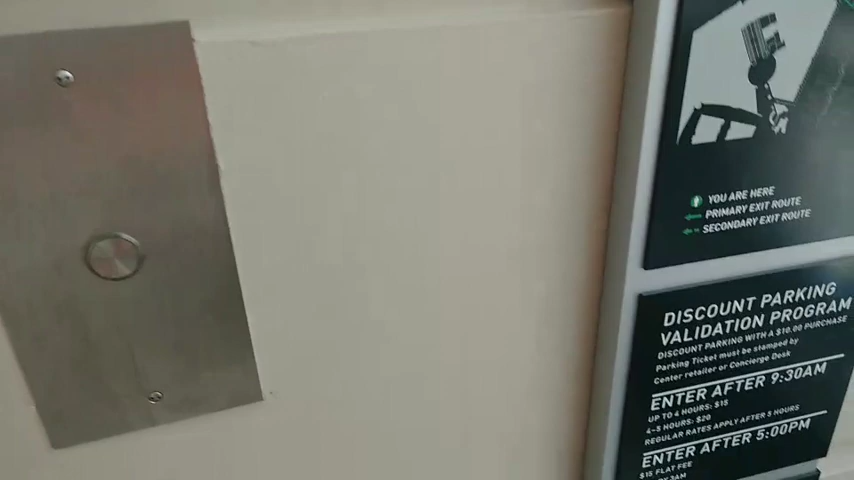 YOU ARE HERE
PRIMARY EXIT ROUTE
SECONDARY EXIT ROUTE
DISCOUNT PARKING
VALIDATION PROGRAM
DISCOUNT PARKING WITH A $10.00 PURCHASE
Parking Ticket must be stamped by
Center retailer or Concierge Desk
ENTER AFTER 9:30AM
UP TO 4 HOURS: $15
4-5 HOURS: $20
REGULAR RATES APPLY AFTER 5 HOURS
ENTER AFTER 5:00PM
$15 FLAT FEE
BY 3AM